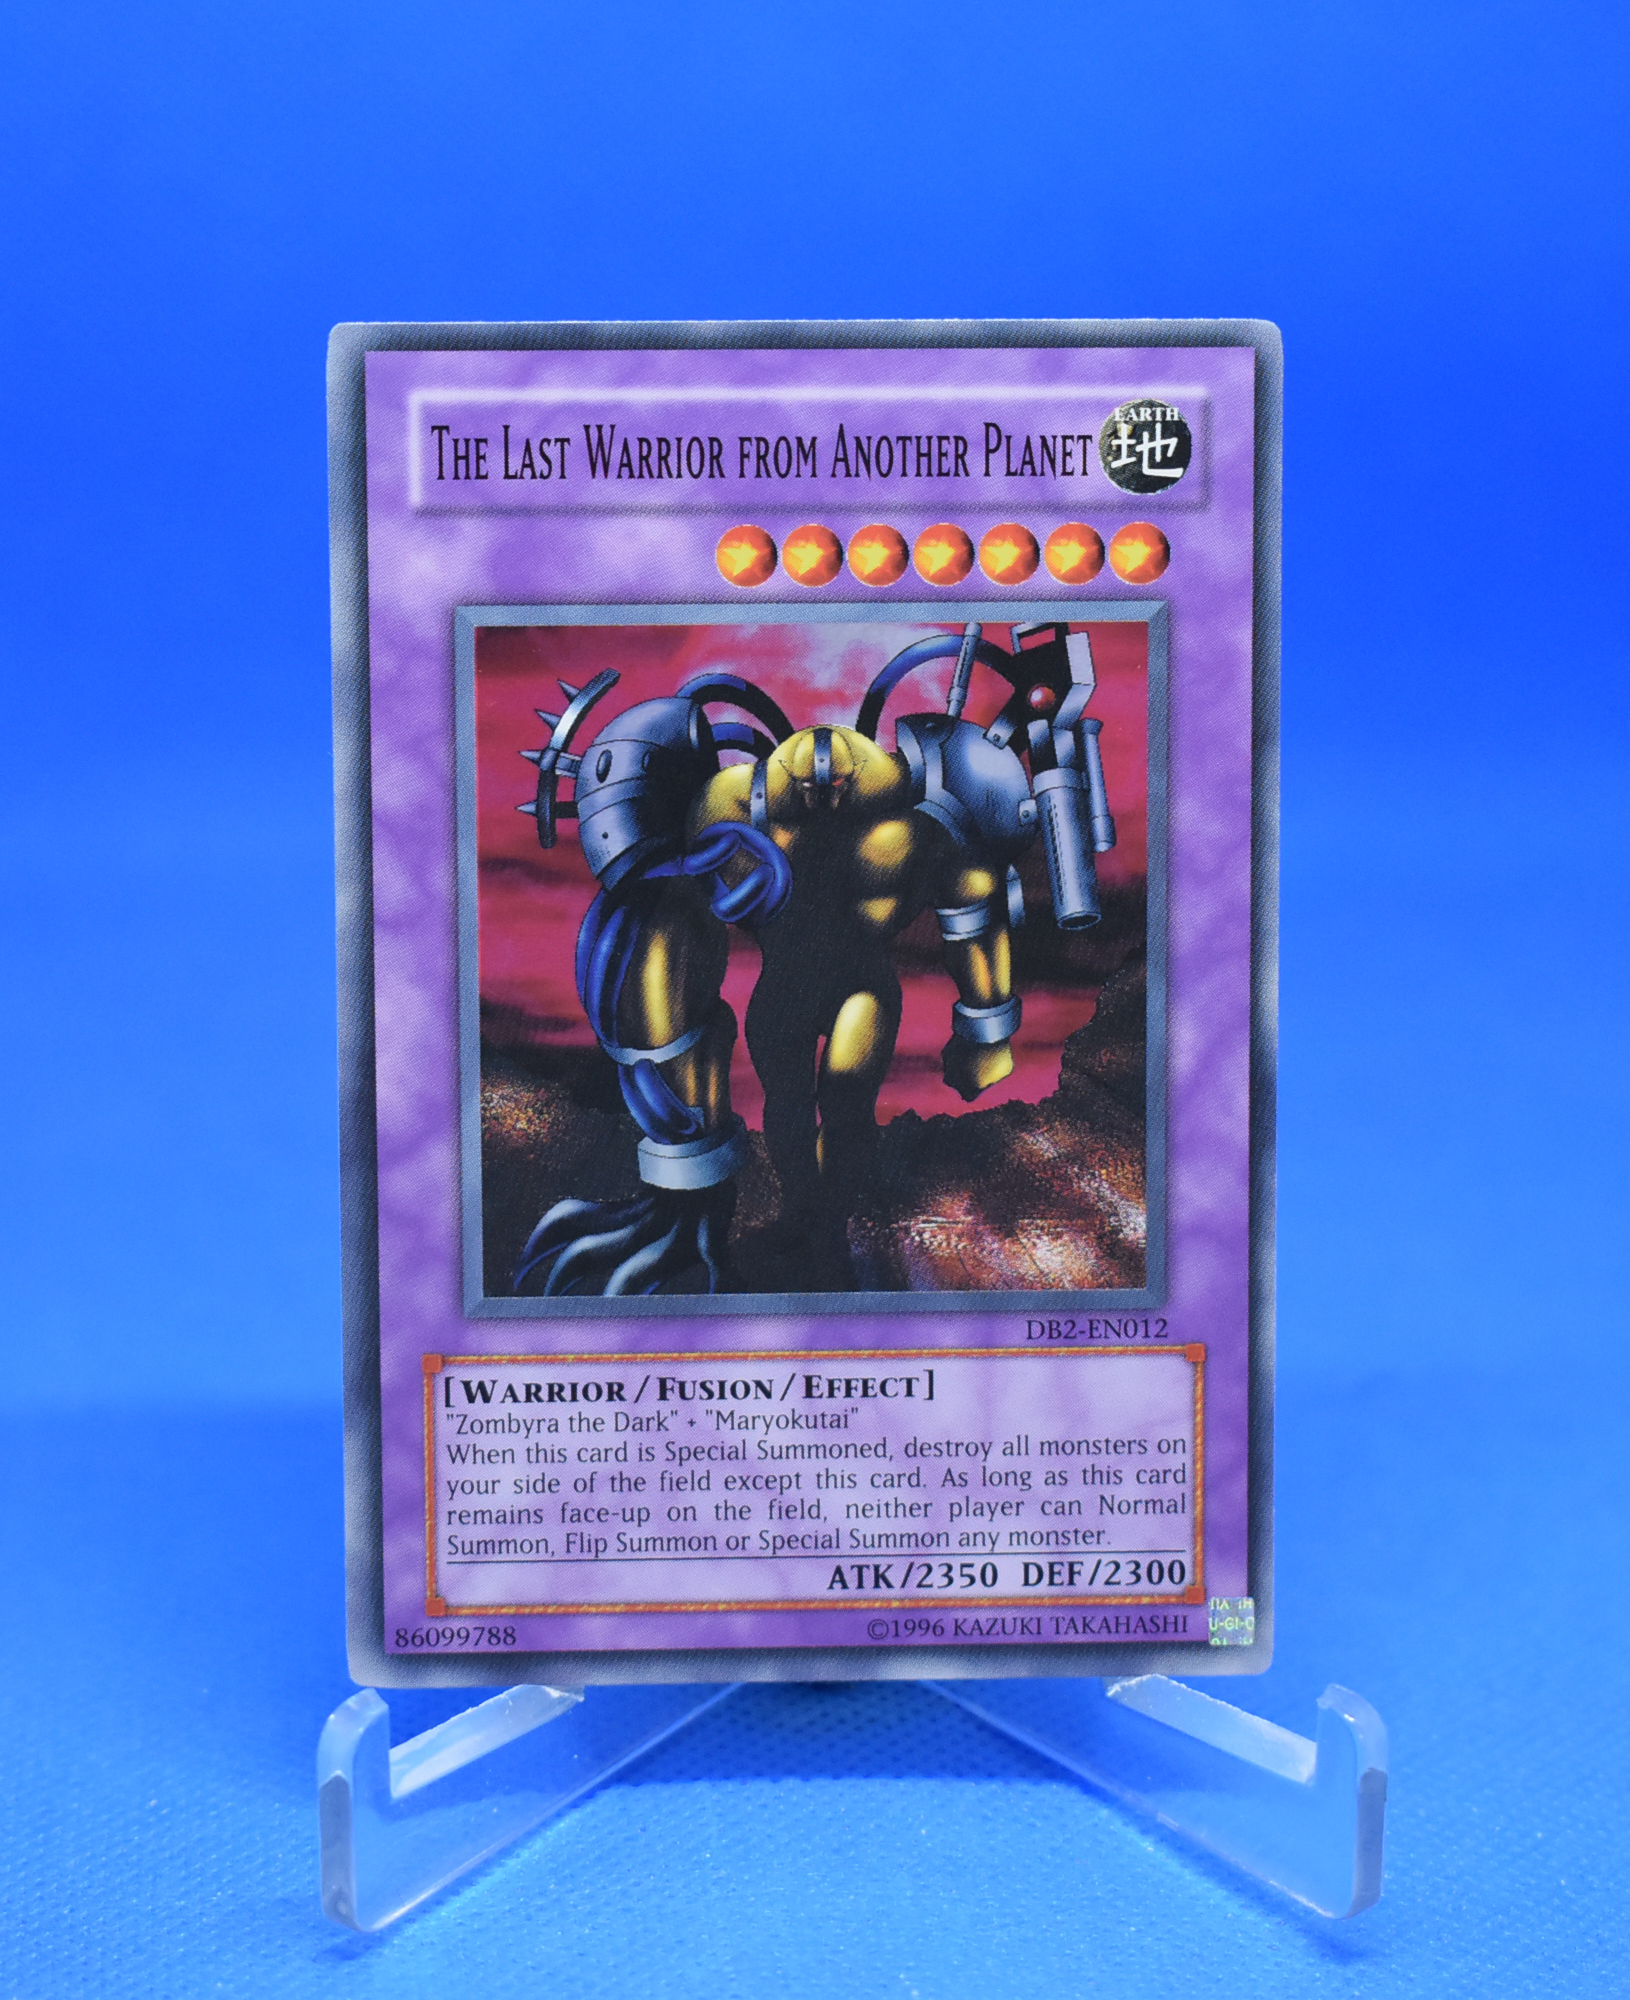 THE LAST WARRIOR FROM ANOTHER PLANET
EARTH
地
DB2-EN012
[WARRIOR/FUSION/EFFECT]
"Zombyra the Dark" + "Maryokutai"
When this card is Special Summoned, destroy all monsters on
your side of the field except this card. As long as this card
remains face-up on the field, neither player can Normal
Summon, Flip Summon or Special Summon any monster.
ATK/2350 DEF/2300
86099788
©1996 KAZUKI TAKAHASHI